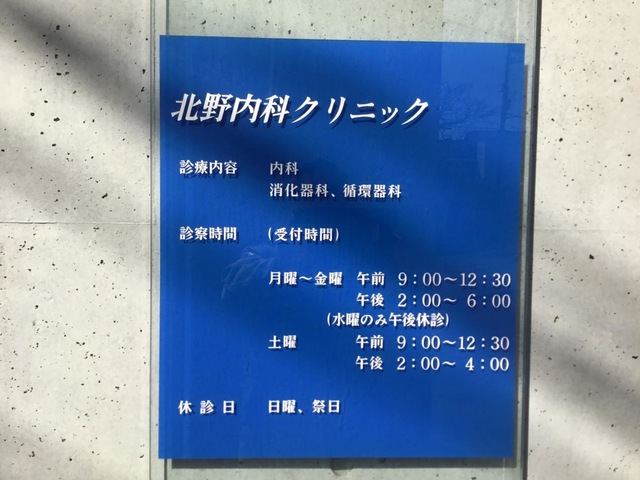 北野内科クリニック
診療内容 内科
消化器科、循環器科
診察時間 (受付時間)
月曜～金曜 午前 9：00～12：30
午後 2：00～ 6：00
(水曜のみ午後休診)
土曜 午前 9：00～12：30
午後 2：00～ 4：00
休診日 日曜、祭日